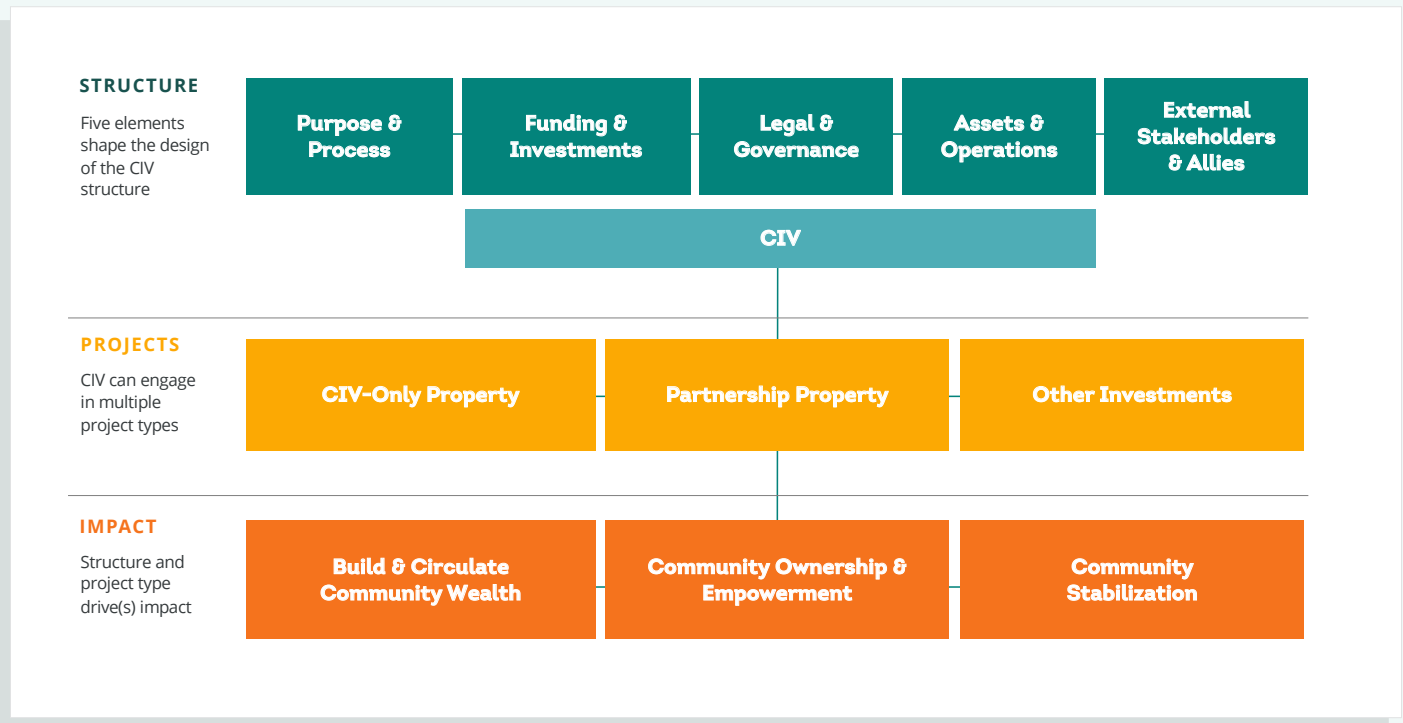 STRUCTURE
Five elements
shape the design
of the CIV
structure
Purpose &
Process
Funding &
Investments
Legal &
Governance
Assets &
Operations
External
Stakeholders
& Allies
CIV
PROJECTS
CIV can engage
in multiple
project types
CIV-Only Property
Partnership Property
Other Investments
IMPACT
Structure and
project type
drive(s) impact
Build & Circulate
Community Wealth
Community Ownership &
Empowerment
Community
Stabilization